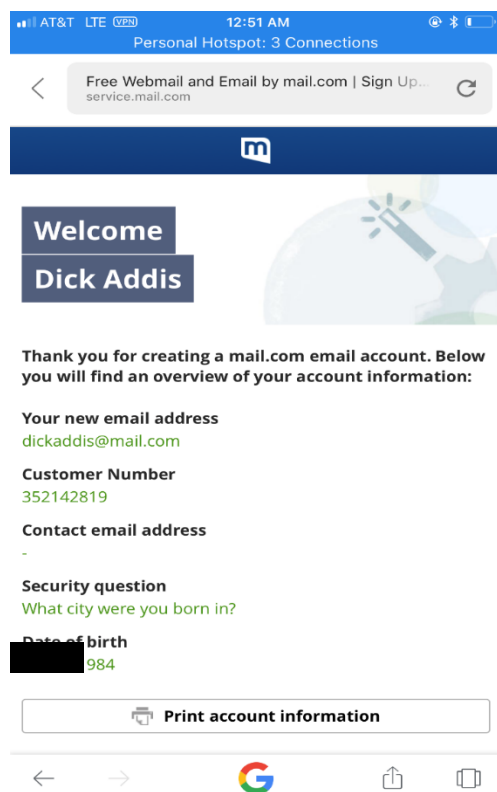 AT&T LTE VPN 12:51 AM
Personal Hotspot: 3 Connections
Free Webmail and Email by mail.com | Sign Up...
service.mail.com
m
Welcome
Dick Addis
Thank you for creating a mail.com email account. Below
you will find an overview of your account information:
Your new email address
dickaddis@mail.com
Customer Number
352142819
Contact email address
-
Security question
What city were you born in?
Date of birth
984
Print account information
G